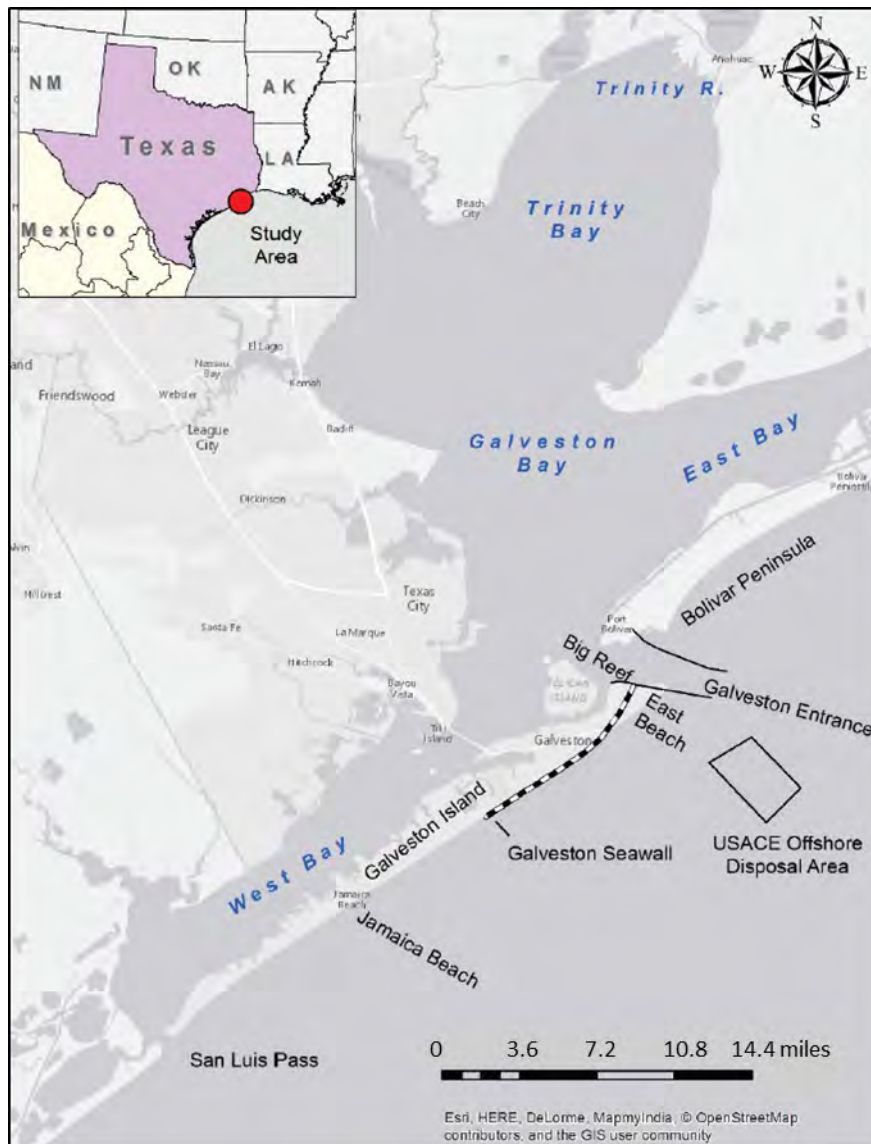 NM
OK
AK
Texas
LA
Mexico
Study
Area
N
W
E
S
Anahuac
Trinity R.
Beach
City
Trinity
Bay
El Lago
Nassau
Bay
Kemah
Friendswood
Webster
League
City
Bacliff
Galveston
Bay
East Bay
Dickinson
Bolivar
Hillcrest
Texas
City
Santa Fe
La Marque
Hitchcock
Bayou
Vista
Tiki
Island
Port
Bolivar
Bolivar Peninsula
Big Reef
Galveston Entrance
East
Beach
Galveston
Galveston Island
Galveston Seawall
USACE Offshore
Disposal Area
West Bay
Jamaica
Beach
Jamaica Beach
San Luis Pass
0 3.6 7.2 10.8 14.4 miles
Esri, HERE, DeLorme, MapmyIndia, © OpenStreetMap
contributors, and the GIS user community